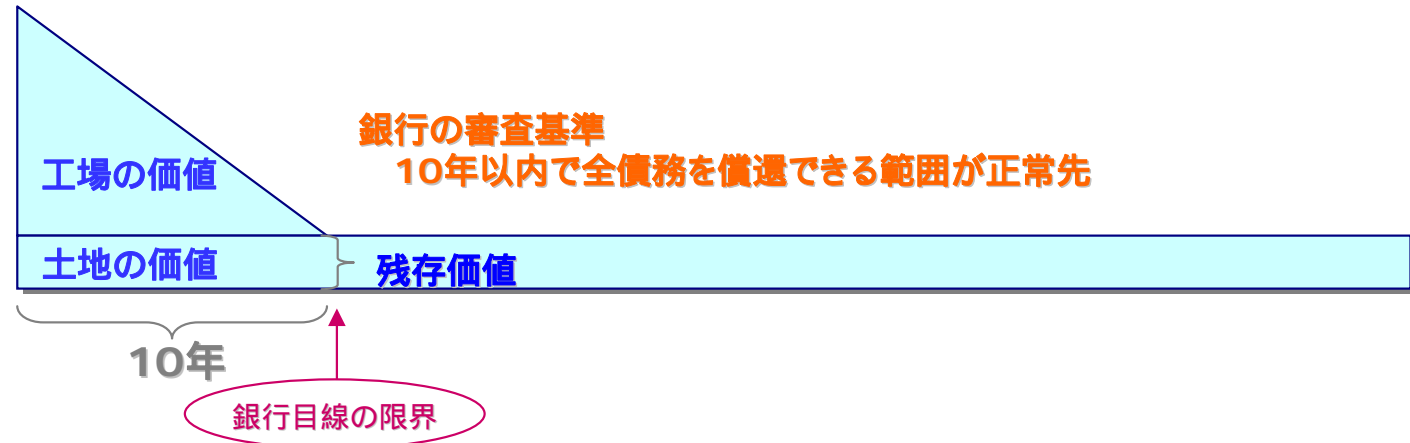 銀行の審査基準
10年以内で全債務を償還できる範囲が正常先
工場の価値
土地の価値
残存価値
10年
銀行目線の限界